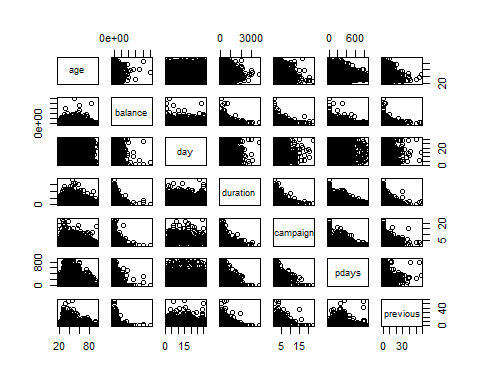 0e+00 0 3000 0 600
age 20
balance 0e+00
day 0 20
0 duration
campaign 5 20
0 800 pdays
previous 0 40
20 80 0 15 5 15 0 30